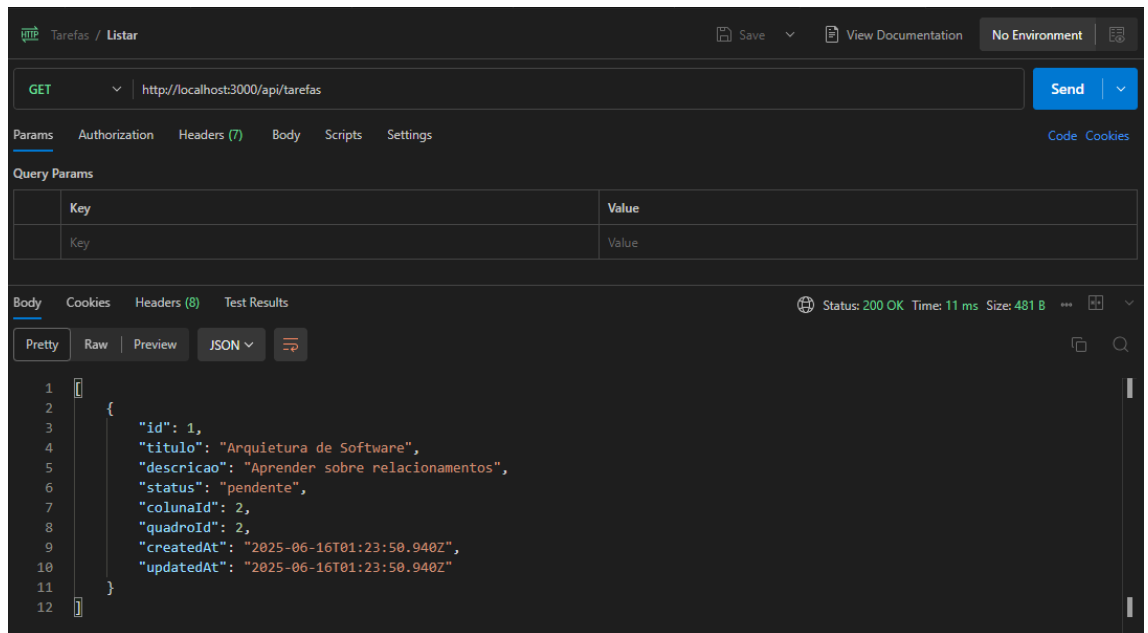 HTTP Tarefas / Listar Save View Documentation No Environment
GET http://localhost:3000/api/tarefas Send
Params Authorization Headers (7) Body Scripts Settings Code Cookies
Query Params
Key Value
Key Value
Body Cookies Headers (8) Test Results Status: 200 OK Time: 11 ms Size: 481 B
Pretty Raw Preview JSON
1 [
2 {
3 "id": 1,
4 "titulo": "Arquietura de Software",
5 "descricao": "Aprender sobre relacionamentos",
6 "status": "pendente",
7 "colunaId": 2,
8 "quadroId": 2,
9 "createdAt": "2025-06-16T01:23:50.940Z",
10 "updatedAt": "2025-06-16T01:23:50.940Z"
11 }
12 ]